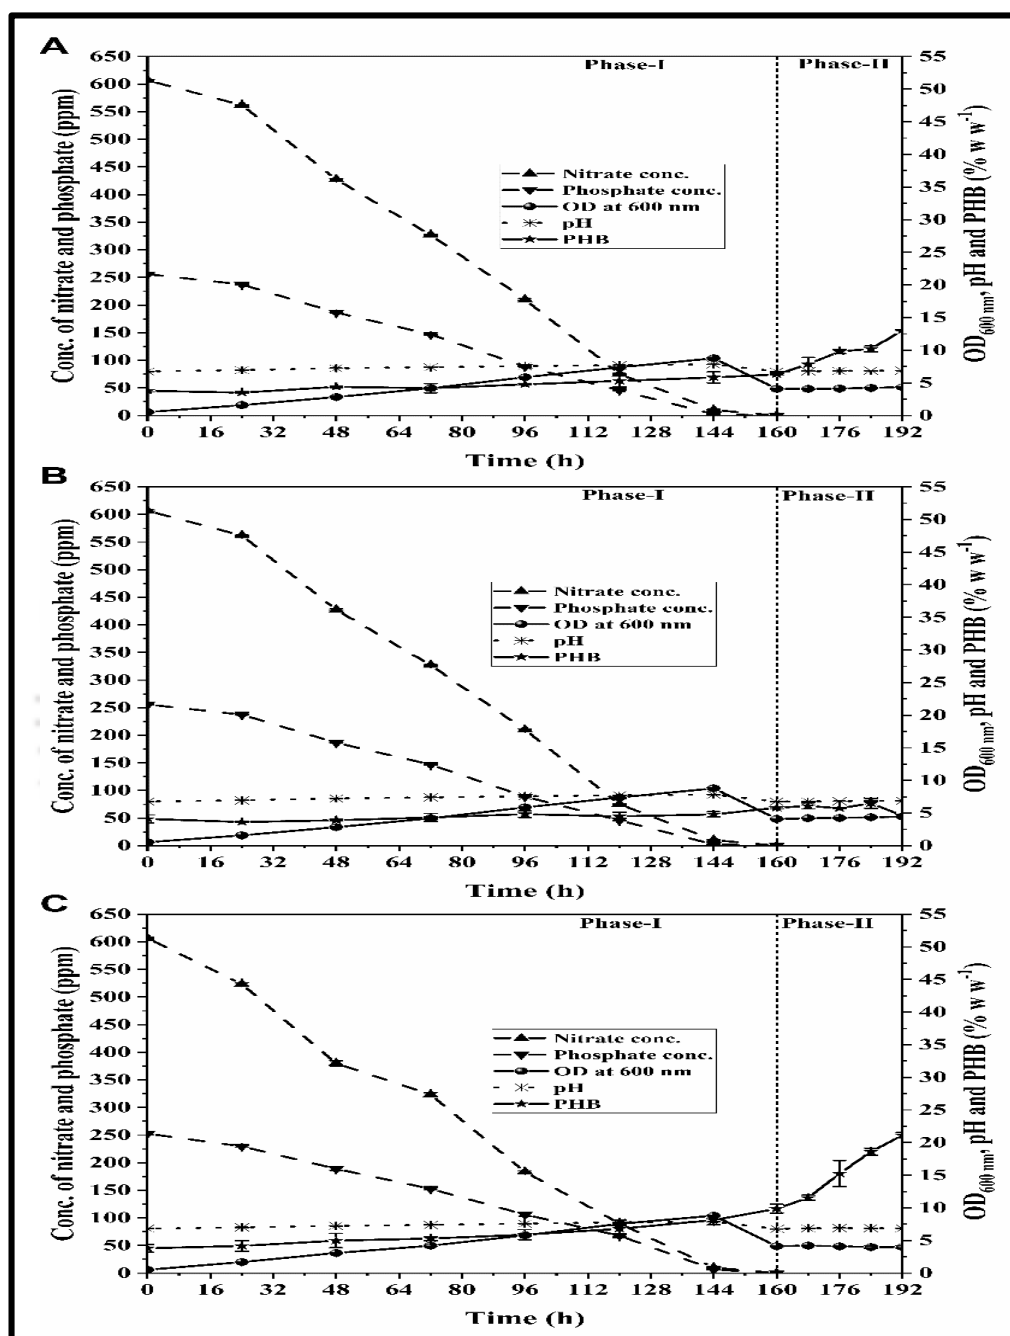 A
Phase-I
Phase-II
650
600
550
500
450
400
350
300
250
200
150
100
50
0
55
50
45
40
35
30
25
20
15
10
5
0
Conc. of nitrate and phosphate (ppm)
OD600 nm, pH and PHB (% w w-1)
Nitrate conc.
Phosphate conc.
OD at 600 nm
pH
PHB
0 16 32 48 64 80 96 112 128 144 160 176 192
Time (h)
B
Phase-I
Phase-II
650
600
550
500
450
400
350
300
250
200
150
100
50
0
55
50
45
40
35
30
25
20
15
10
5
0
Conc. of nitrate and phosphate (ppm)
OD600 nm, pH and PHB (% w w-1)
Nitrate conc.
Phosphate conc.
OD at 600 nm
pH
PHB
0 16 32 48 64 80 96 112 128 144 160 176 192
Time (h)
C
Phase-I
Phase-II
650
600
550
500
450
400
350
300
250
200
150
100
50
0
55
50
45
40
35
30
25
20
15
10
5
0
Conc. of nitrate and phosphate (ppm)
OD600 nm, pH and PHB (% w w-1)
Nitrate conc.
Phosphate conc.
OD at 600 nm
pH
PHB
0 16 32 48 64 80 96 112 128 144 160 176 192
Time (h)